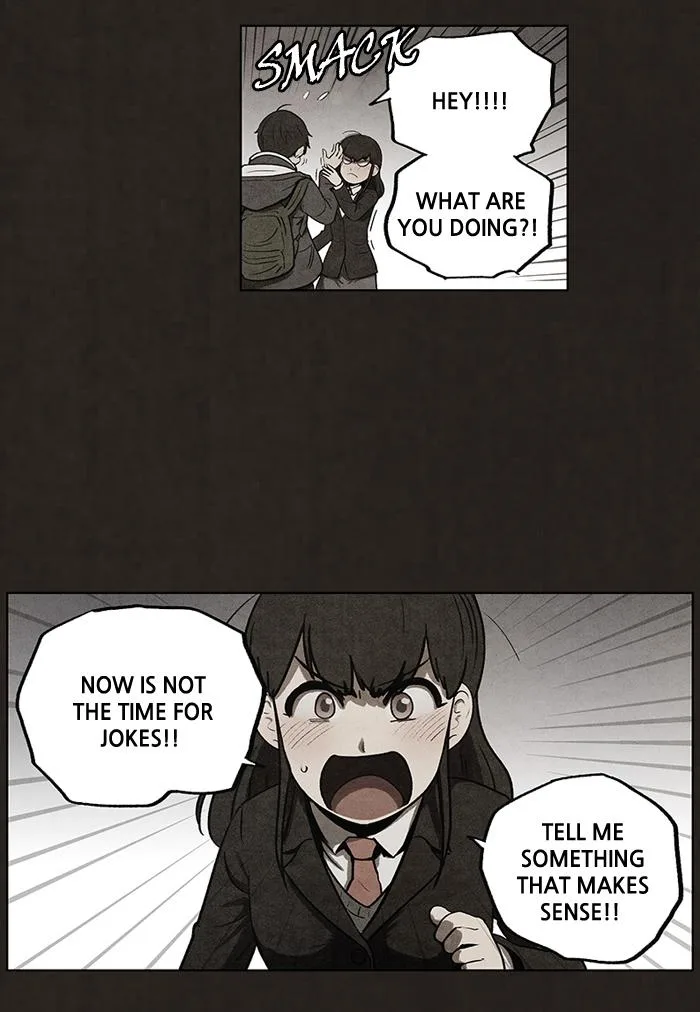 SMACK
HEY!!!!
WHAT ARE
YOU DOING?!
NOW IS NOT
THE TIME FOR
JOKES!!
TELL ME
SOMETHING
THAT MAKES
SENSE!!